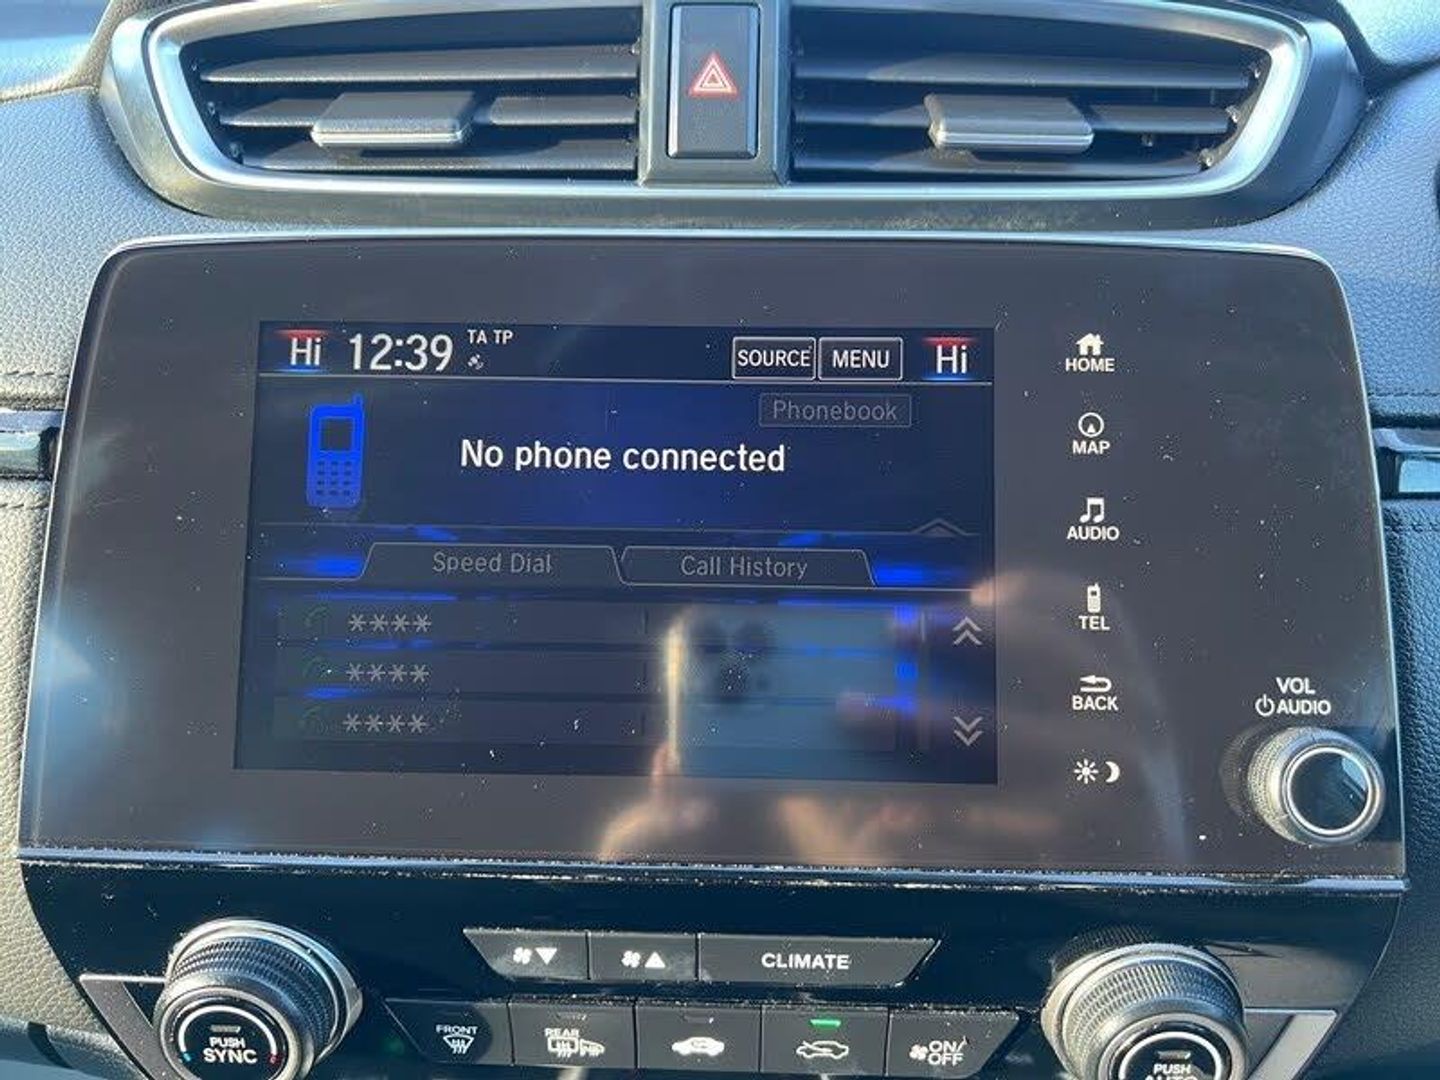 Hi 12:39 TA TP SOURCE MENU Hi
Phonebook
No phone connected
Speed Dial Call History
****
****
****
HOME
MAP
AUDIO
TEL
BACK
VOL
AUDIO
CLIMATE
PUSH
SYNC
FRONT
REAR
ON/
OFF
PUSH
AUTO